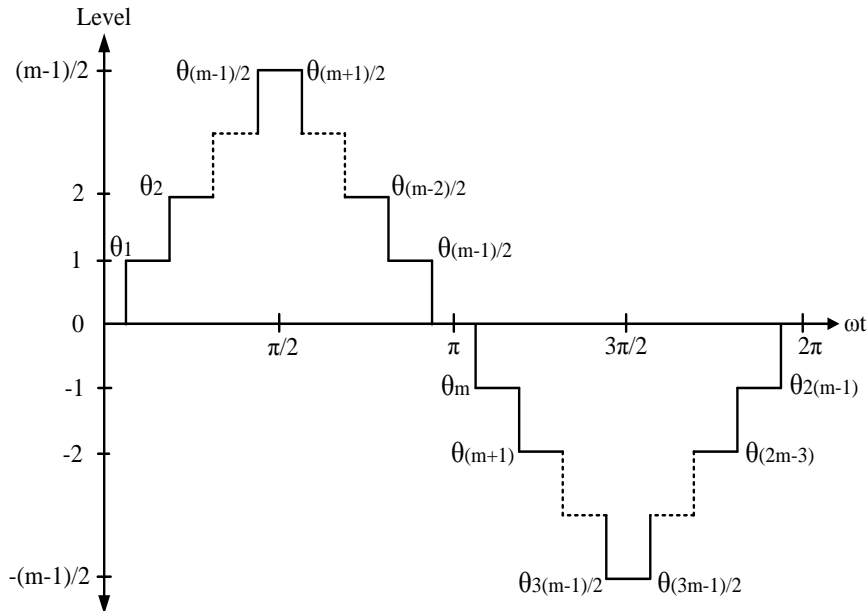 Level
(m-1)/2
θ(m-1)/2
θ(m+1)/2
2
θ2
θ(m-2)/2
1
θ1
θ(m-1)/2
0
π/2
π
3π/2
2π
ωt
-1
θm
θ2(m-1)
-2
θ(m+1)
θ(2m-3)
-(m-1)/2
θ3(m-1)/2
θ(3m-1)/2